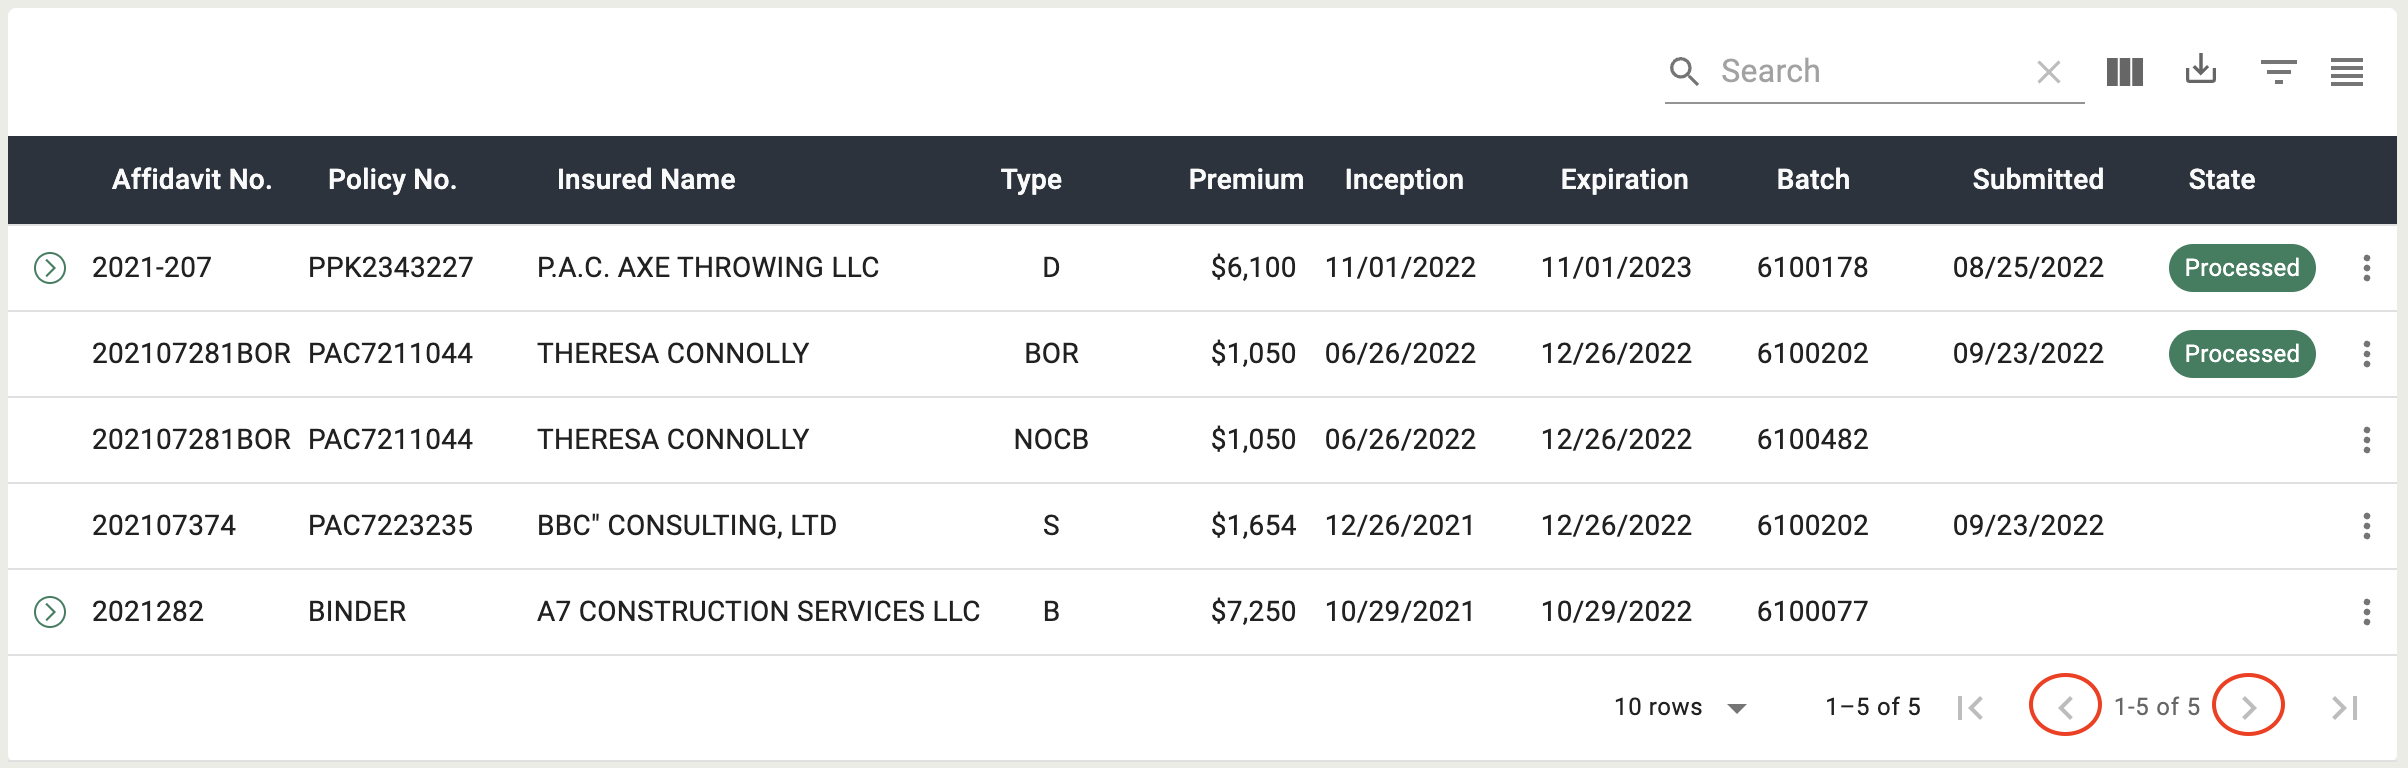 Search
Affidavit No. Policy No. Insured Name Type Premium Inception Expiration Batch Submitted State
2021-207 PPK2343227 P.A.C. AXE THROWING LLC D $6,100 11/01/2022 11/01/2023 6100178 08/25/2022 Processed
202107281BOR PAC7211044 THERESA CONNOLLY BOR $1,050 06/26/2022 12/26/2022 6100202 09/23/2022 Processed
202107281BOR PAC7211044 THERESA CONNOLLY NOCB $1,050 06/26/2022 12/26/2022 6100482
202107374 PAC7223235 BBC" CONSULTING, LTD S $1,654 12/26/2021 12/26/2022 6100202 09/23/2022
2021282 BINDER A7 CONSTRUCTION SERVICES LLC B $7,250 10/29/2021 10/29/2022 6100077
10 rows 1–5 of 5 1-5 of 5